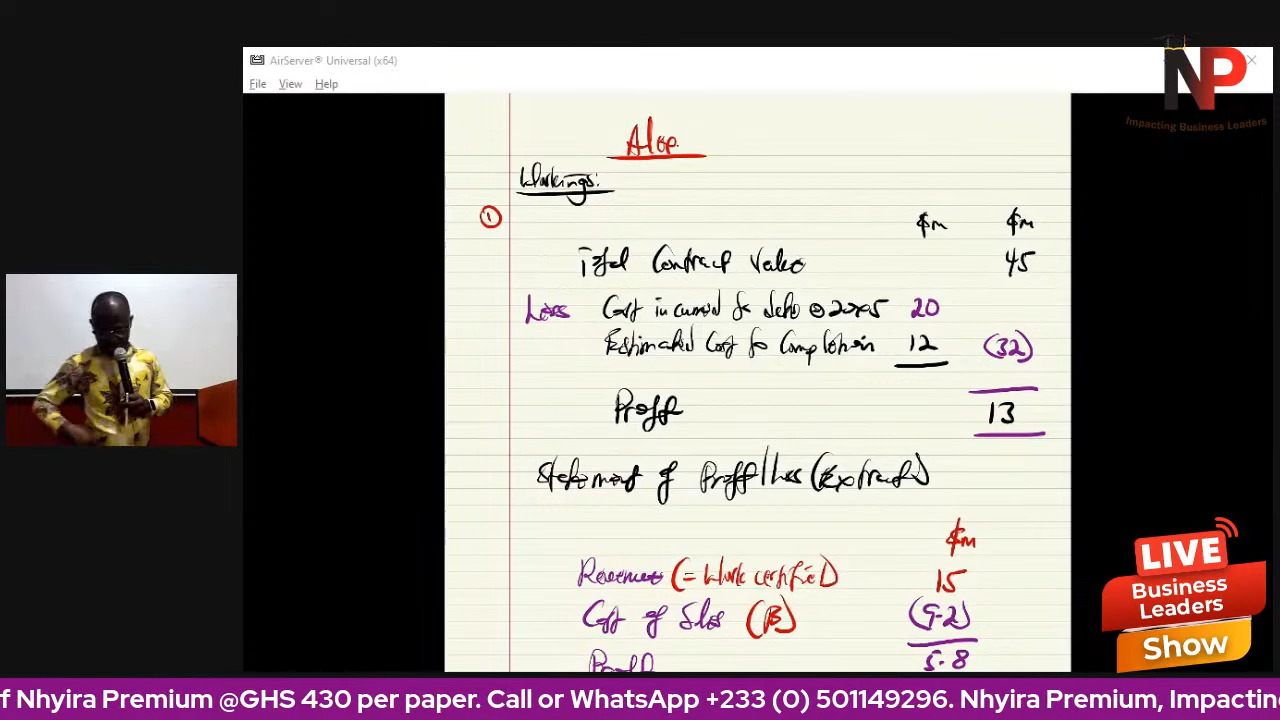 AirServer® Universal (x64)
File View Help
NP
Impacting Business Leaders
Alop
Workings:
1
$m $m
Total Contract Value 45
Less Cost incurred to date 20
Estimated Cost to Completion 12 (32)
Profit 13
Statement of Profit/Loss (Extract)
$m
Revenue (= Work certified) 15
Cost of Sales (B) (9.2)
Profit 5.8
LIVE
Business
Leaders
Show
f Nhyira Premium @GHS 430 per paper. Call or WhatsApp +233 (0) 501149296. Nhyira Premium, Impacting